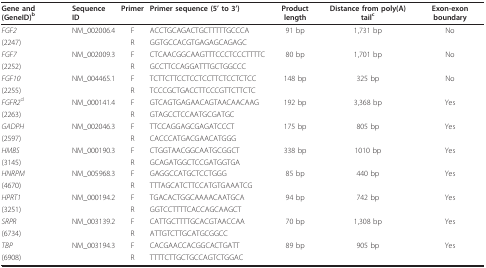 Gene and (GeneID)b Sequence ID Primer Primer sequence (5' to 3') Product length Distance from poly(A) tailc Exon-exon boundary
FGF2 NM_002006.4 F ACCTGCAGACTGCTTTTTGCCCA 91 bp 1,731 bp No
(2247) R GGTGCCACGTGAGAGCAGAGC
FGF7 NM_002009.3 F CTCAACGGCAAGTTTCCCTCCCTTTTC 80 bp 1,701 bp No
(2252) R GCCTTCCAGGATTTGCTGGCCC
FGF10 NM_004465.1 F TCTTCTTCCTCCTCCTTCTCCTCTCC 148 bp 325 bp No
(2255) R TCCCGCTGACCTTCCCGTTCTTCTC
FGFR2a NM_000141.4 F GTCAGTGAGAACAGTAACAACAAG 192 bp 3,368 bp Yes
(2263) R GTAGCCTCCAATGCGATGC
GADPH NM_002046.3 F TTCCAGGAGCGAGATCCCT 175 bp 805 bp Yes
(2597) R CACCCATGACGAACATGGG
HMBS NM_000190.3 F CTGGTAACGGCAATGCGGCT 338 bp 1010 bp Yes
(3145) R GCAGATGGCTCCGATGGTGA
HNRPM NM_005968.3 F GAGGCCATGCTCCTGGG 85 bp 440 bp Yes
(4670) R TTTAGCATCTTCCATGTGAAATCG
HPRT1 NM_000194.2 F TGACACTGGCAAAACAATGCA 94 bp 742 bp Yes
(3251) R GGTCCTTTTCACCAGCAAGCT
SRPR NM_003139.2 F CATTGCTTTTGCACGTAACCAA 70 bp 1,308 bp Yes
(6734) R ATTGTCTTGCATGCGGCC
TBP NM_003194.3 F CACGAACCACGGCACTGATT 89 bp 905 bp Yes
(6908) R TTTTCTTGCTGCCAGTCTGGAC